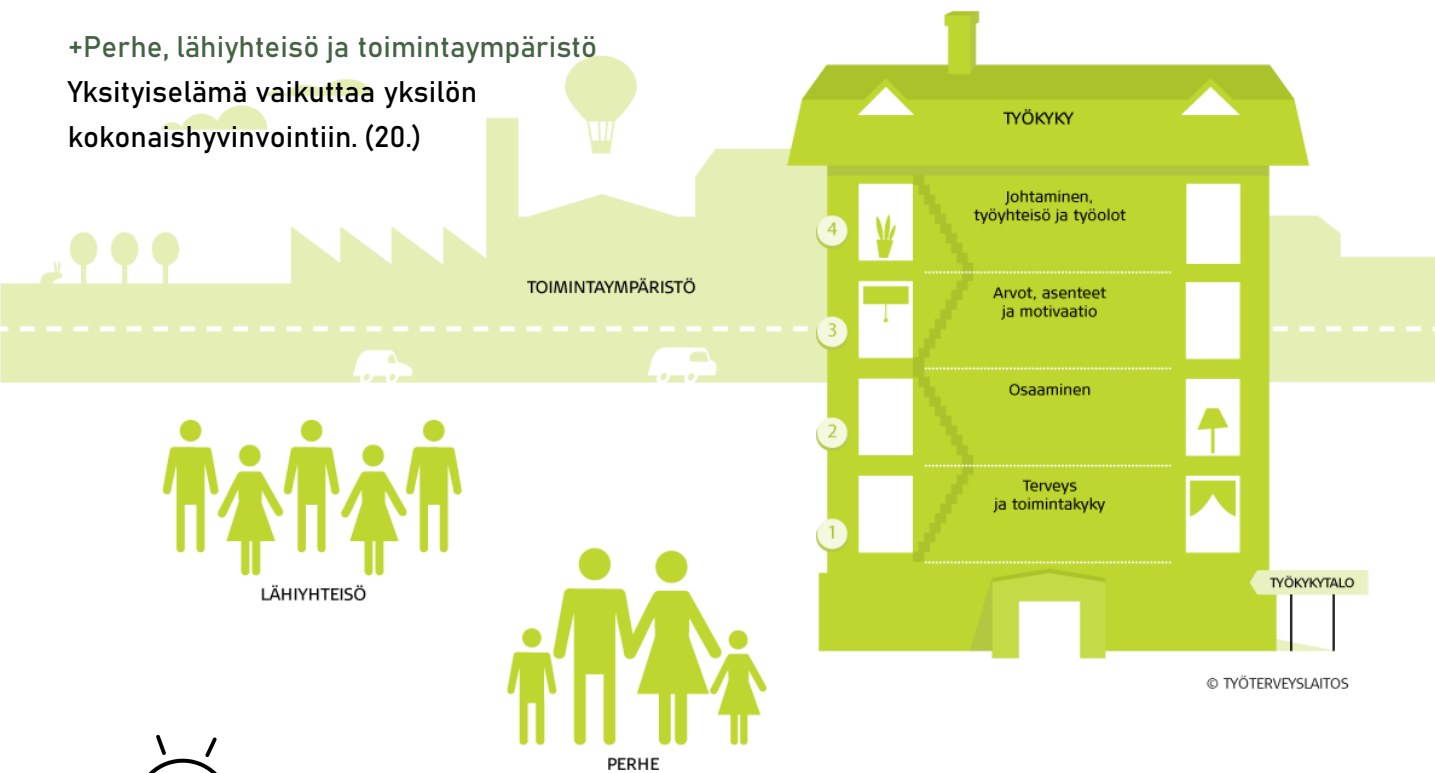 +Perhe, lähiyhteisö ja toimintaympäristö
Yksityiselämä vaikuttaa yksilön
kokonaishyvinvointiin. (20.)
TYÖKYKY
Johtaminen,
työyhteisö ja työolot
4
TOIMINTAYMPÄRISTÖ
Arvot, asenteet
ja motivaatio
3
Osaaminen
2
Terveys
ja toimintakyky
1
LÄHIYHTEISÖ
TYÖKYKYTALO
© TYÖTERVEYSLAITOS
PERHE